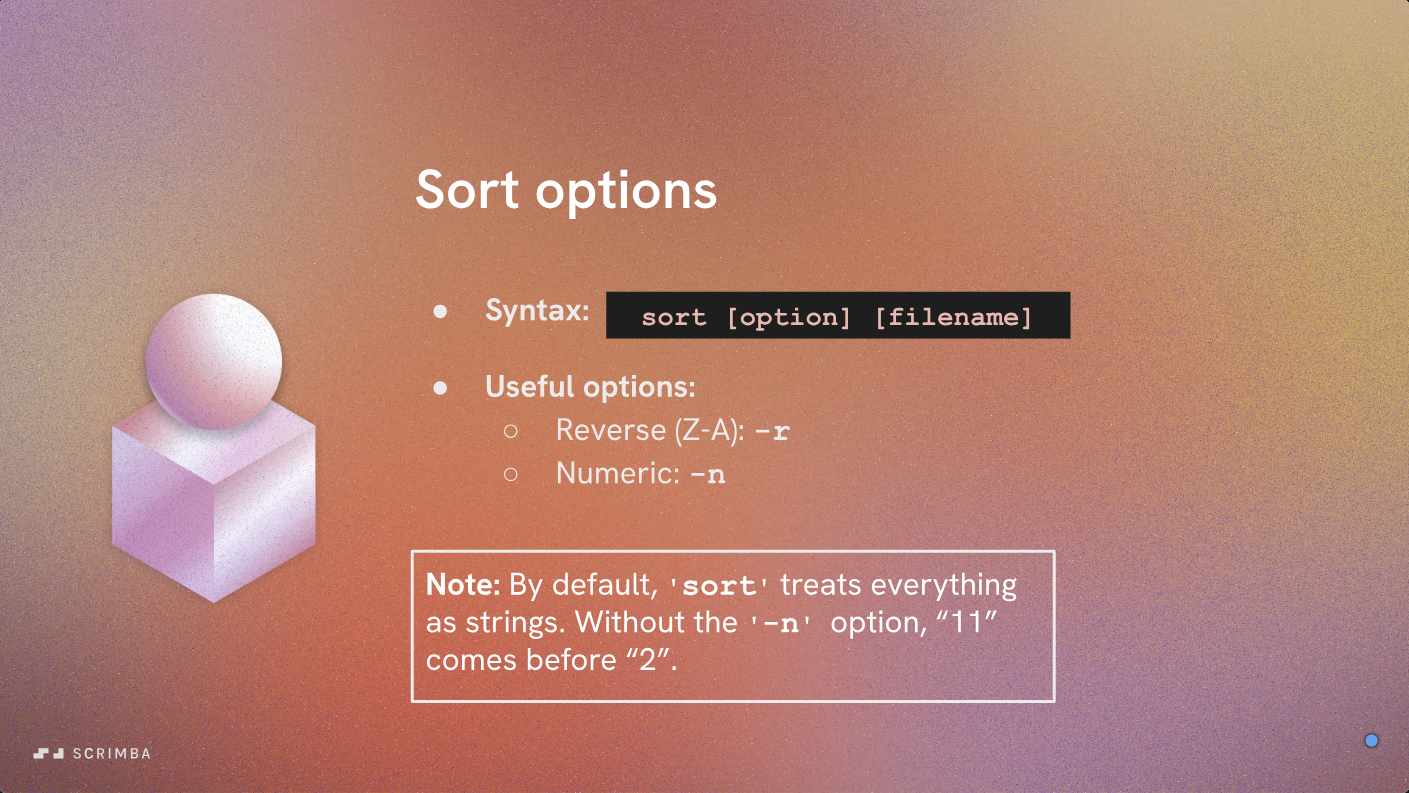 Sort options
● Syntax: sort [option] [filename]
● Useful options:
○ Reverse (Z-A): -r
○ Numeric: -n
Note: By default, 'sort' treats everything
as strings. Without the '-n' option, “11”
comes before “2”.
SCRIMBA